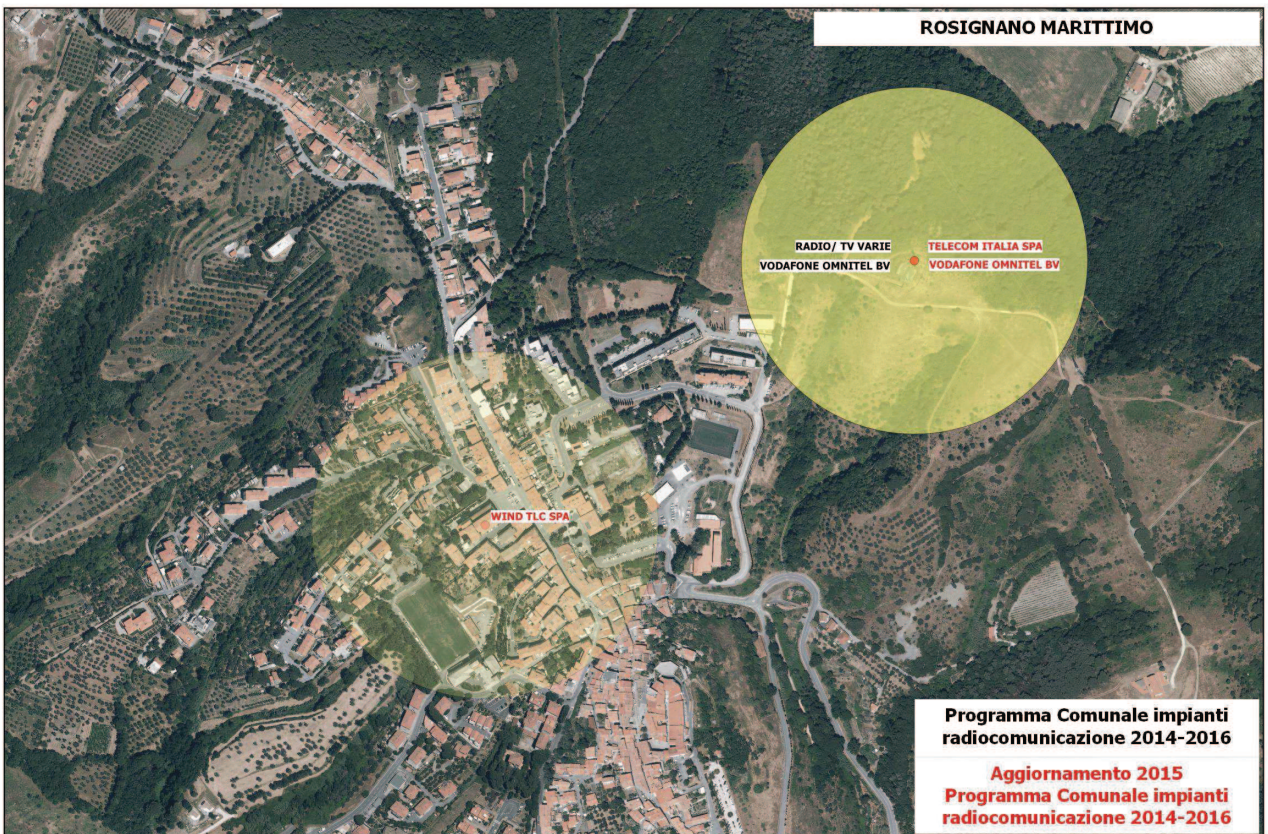 ROSIGNANO MARITTIMO
RADIO/ TV VARIE
TELECOM ITALIA SPA
VODAFONE OMNITEL BV
VODAFONE OMNITEL BV
WIND TLC SPA
Programma Comunale impianti
radiocomunicazione 2014-2016
Aggiornamento 2015
Programma Comunale impianti
radiocomunicazione 2014-2016